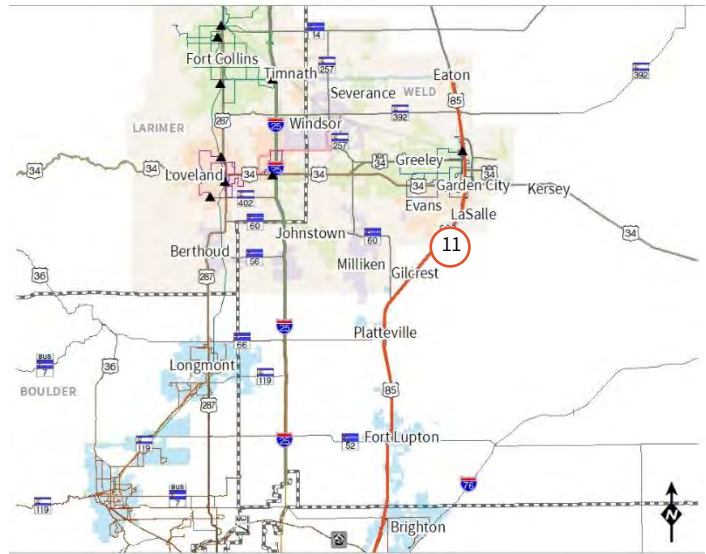 14
Fort Collins
Timnath
257
Eaton
392
Severance
WELD
85
392
287
25
Windsor
LARIMER
257
34
34
25
34
Greeley
34
Loveland
34
34
34
Garden City
Kersey
402
Evans
LaSalle
60
Johnstown
60
34
11
Berthoud
56
36
287
Milliken
Gilcrest
25
Platteville
66
BUS
7
36
Longmont
119
85
BOULDER
287
119
25
52
Fort Lupton
76
BUS
7
119
N
Brighton